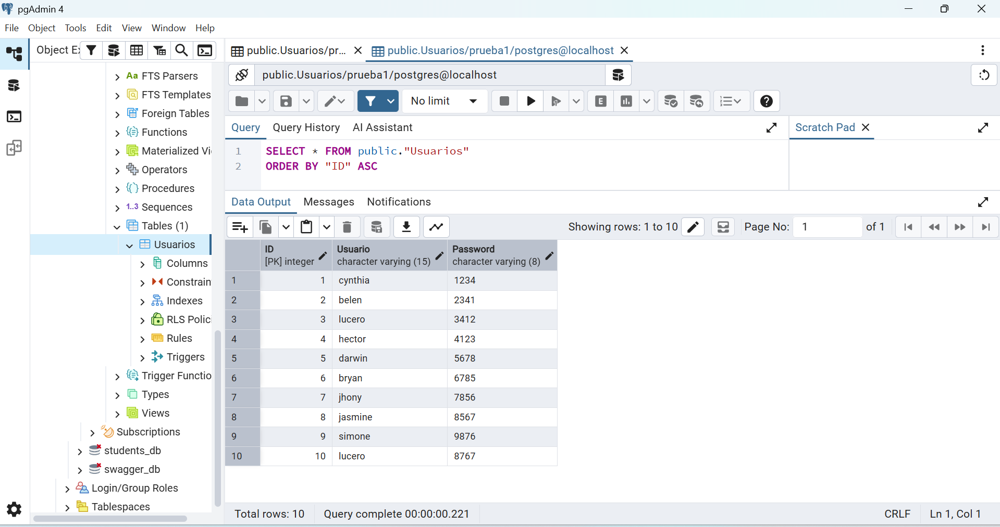 pgAdmin 4
File Object Tools Edit View Window Help
Object Ex
public.Usuarios/pr...
public.Usuarios/prueba1/postgres@localhost
public.Usuarios/prueba1/postgres@localhost
No limit
E
Query Query History AI Assistant
Scratch Pad
1 SELECT * FROM public."Usuarios"
2 ORDER BY "ID" ASC
Data Output Messages Notifications
Showing rows: 1 to 10
Page No: 1 of 1
ID [PK] integer
Usuario character varying (15)
Password character varying (8)
1 1 cynthia 1234
2 2 belen 2341
3 3 lucero 3412
4 4 hector 4123
5 5 darwin 5678
6 6 bryan 6785
7 7 jhony 7856
8 8 jasmine 8567
9 9 simone 9876
10 10 lucero 8767
Aa FTS Parsers
FTS Templates
Foreign Tables
Functions
Materialized Vi
Operators
Procedures
1..3 Sequences
Tables (1)
Usuarios
Columns
Constrain
Indexes
RLS Polic
Rules
Triggers
Trigger Functio
Types
Views
Subscriptions
students_db
swagger_db
Login/Group Roles
Tablespaces
Total rows: 10
Query complete 00:00:00.221
CRLF
Ln 1, Col 1